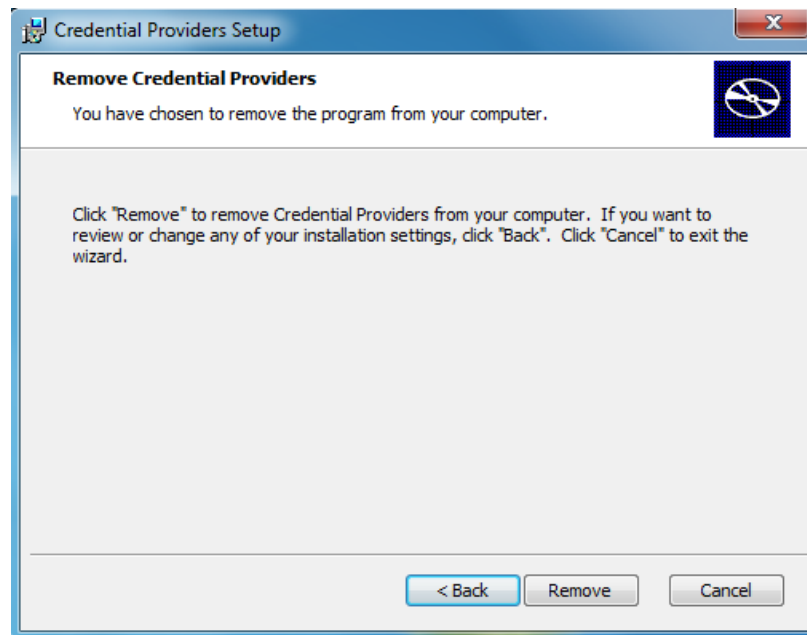 Credential Providers Setup
Remove Credential Providers
You have chosen to remove the program from your computer.
Click "Remove" to remove Credential Providers from your computer.  If you want to
review or change any of your installation settings, click "Back".  Click "Cancel" to exit the
wizard.
< Back Remove Cancel